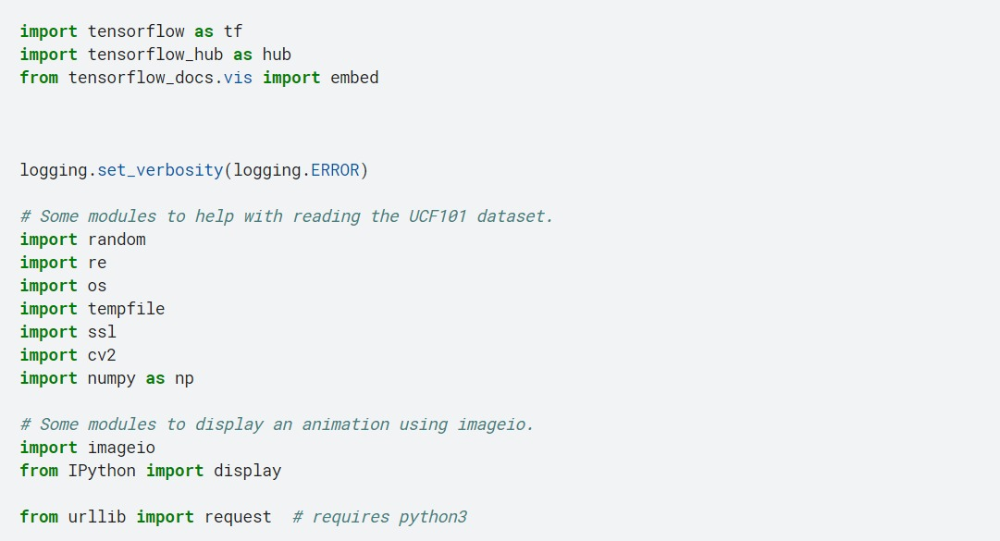 import tensorflow as tf
import tensorflow_hub as hub
from tensorflow_docs.vis import embed
logging.set_verbosity(logging.ERROR)
# Some modules to help with reading the UCF101 dataset.
import random
import re
import os
import tempfile
import ssl
import cv2
import numpy as np
# Some modules to display an animation using imageio.
import imageio
from IPython import display
from urllib import request  # requires python3